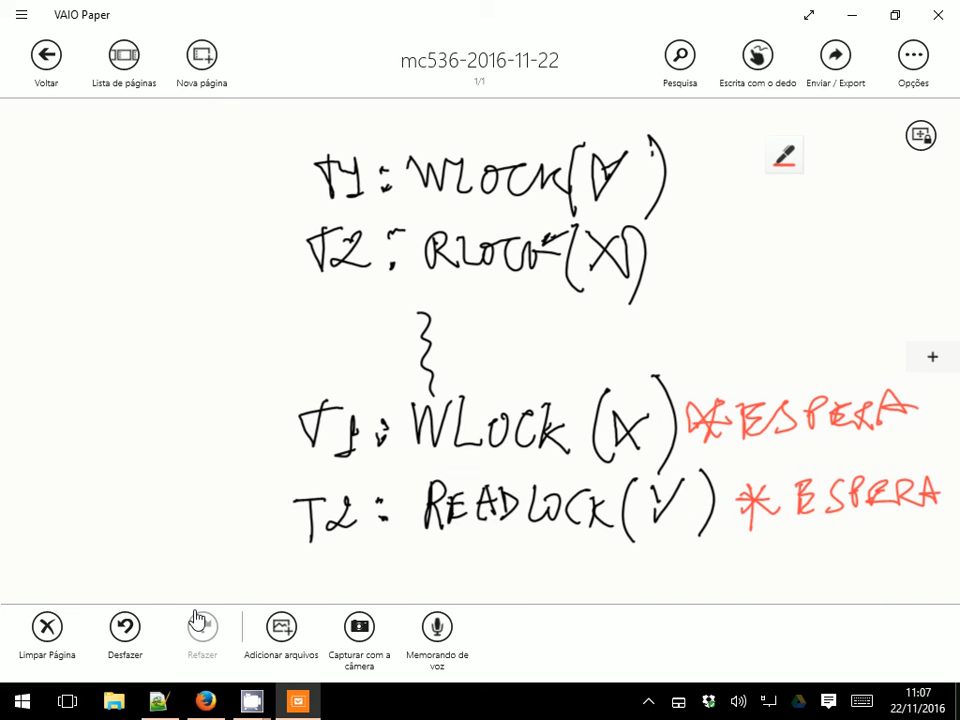 VAIO Paper
Voltar
Lista de páginas
Nova página
mc536-2016-11-22
1/1
Pesquisa
Escrita com o dedo
Enviar / Export
Opções
T1: WLOCK(Y)
T2: RLOCK(X)
T1: WLOCK(X) * ESPERA
T2: READLOCK(Y) * ESPERA
Limpar Página
Desfazer
Refazer
Adicionar arquivos
Capturar com a câmera
Memorando de voz
11:07
22/11/2016